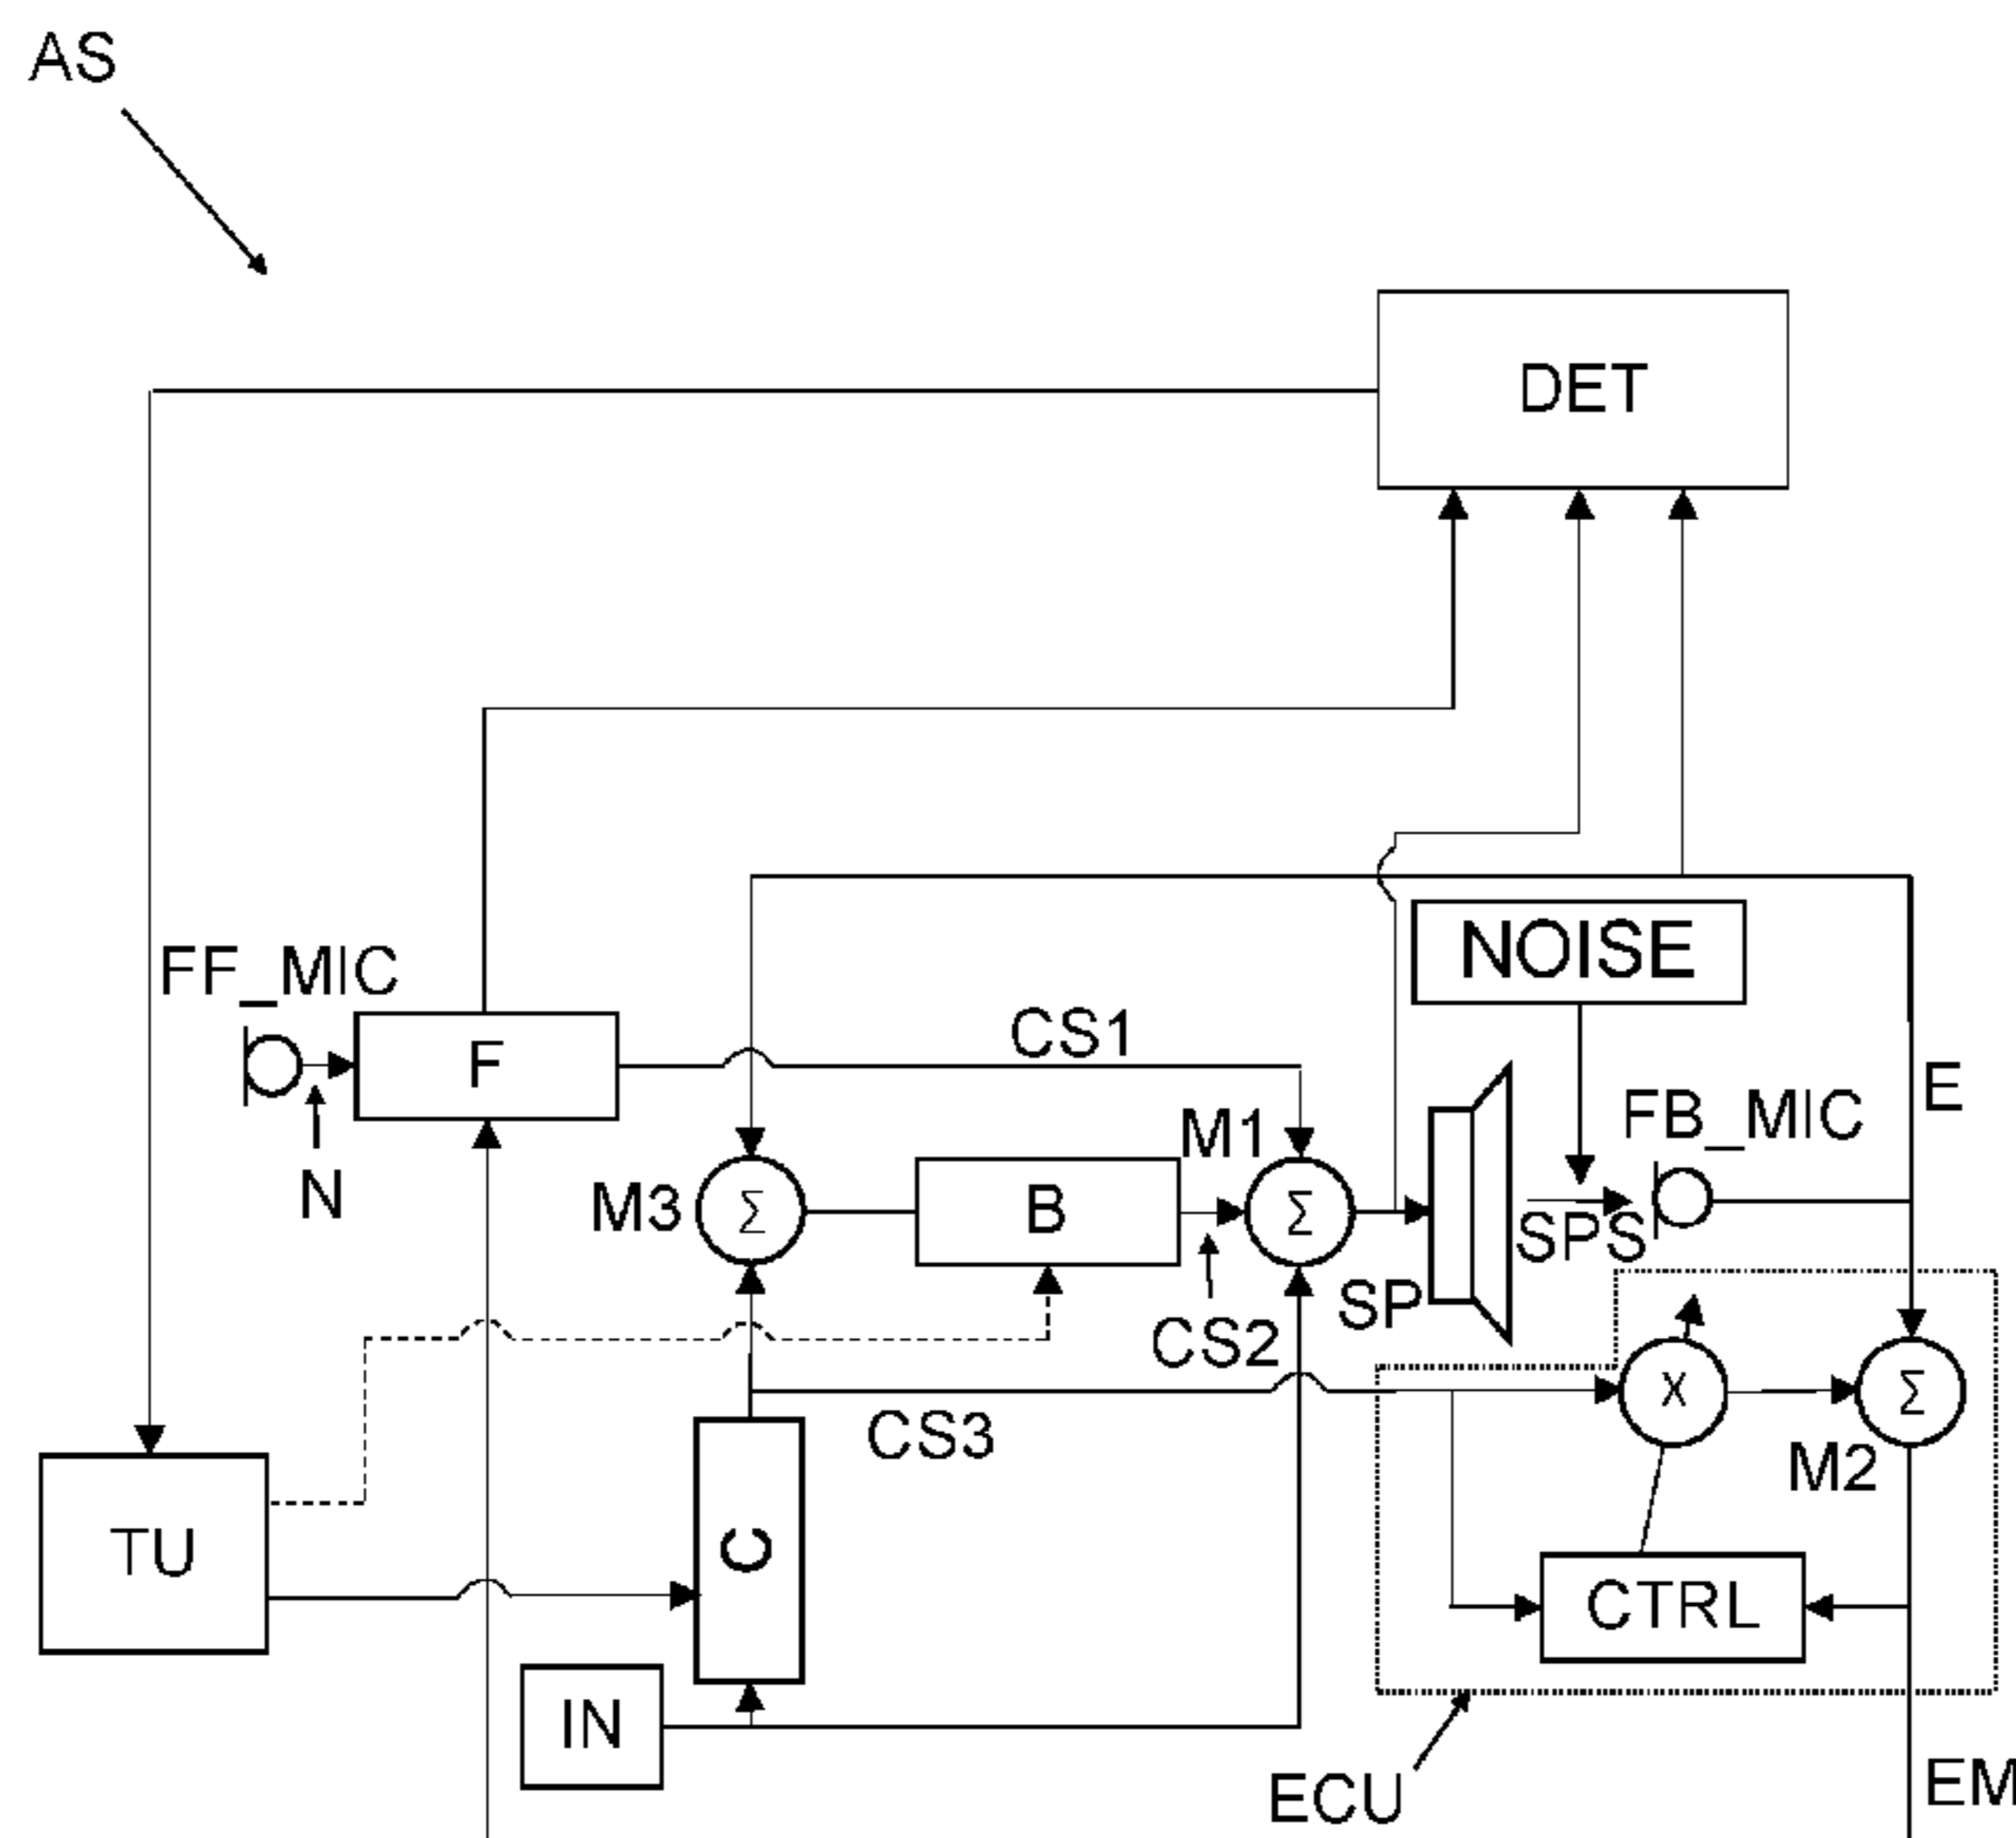 AS
DET
NOISE
FF_MIC
CS1
F
E
FB_MIC
M1
N
M3
Σ
B
Σ
SPS
SP
CS2
X
Σ
CS3
M2
TU
C
CTRL
IN
ECU
EM